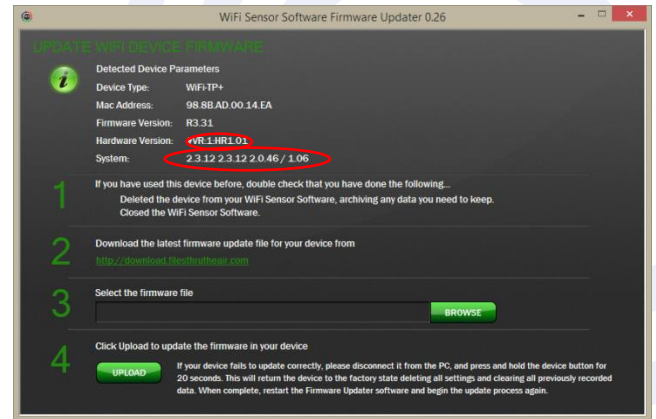 WiFi Sensor Software Firmware Updater 0.26
UPDATE WIFI DEVICE FIRMWARE
i
Detected Device Parameters
Device Type: WiFi-TP+
Mac Address: 98.8B.AD.00.14.EA
Firmware Version: R3.31
Hardware Version: vVR:1:HR1.01
System: 2.3.12 2.3.12 2.0.46 / 1.06
1
If you have used this device before, double check that you have done the following...
Deleted the device from your WiFi Sensor Software, archiving any data you need to keep.
Closed the WiFi Sensor Software.
2
Download the latest firmware update file for your device from
http://download.filesthrutheair.com
3
Select the firmware file
BROWSE
4
Click Upload to update the firmware in your device
UPLOAD
If your device fails to update correctly, please disconnect it from the PC, and press and hold the device button for
20 seconds. This will return the device to the factory state deleting all settings and clearing all previously recorded
data. When complete, restart the Firmware Updater software and begin the update process again.